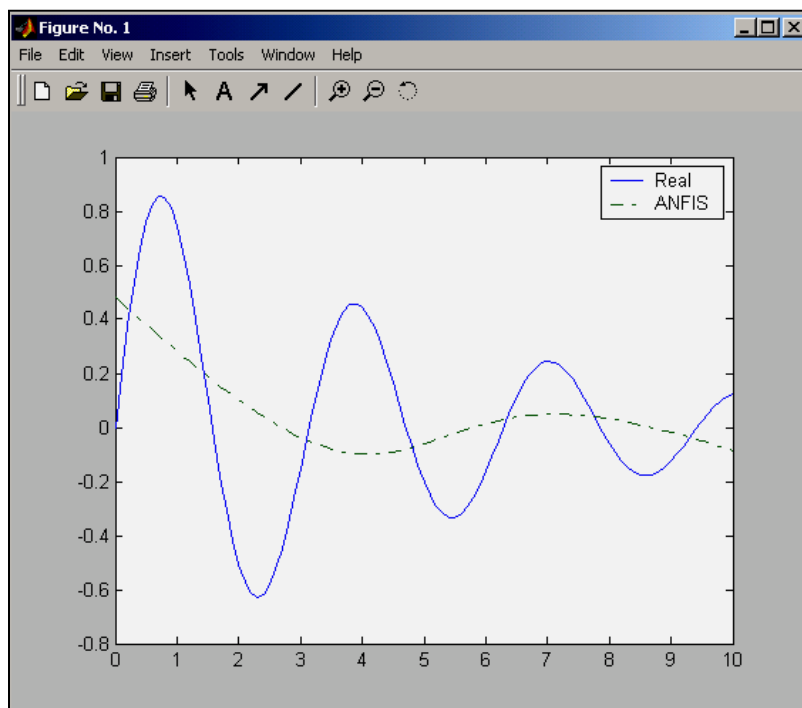 Figure No. 1
File Edit View Insert Tools Window Help
A
1
0.8
0.6
0.4
0.2
0
-0.2
-0.4
-0.6
-0.8
0 1 2 3 4 5 6 7 8 9 10
Real
ANFIS